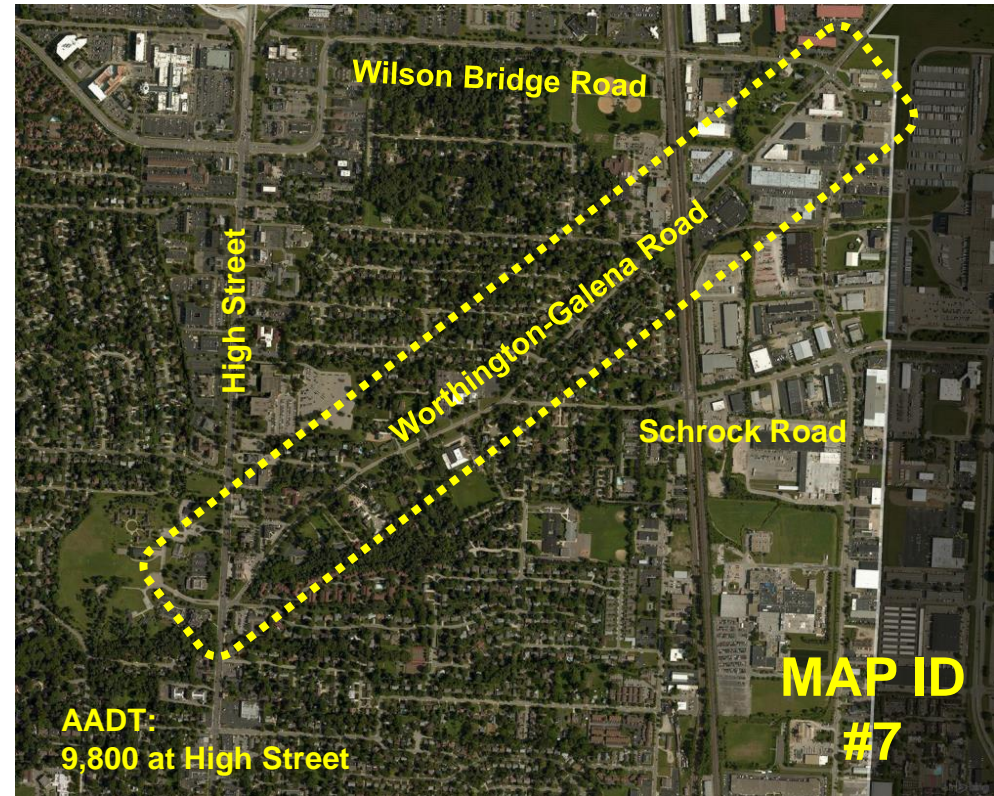 Wilson Bridge Road
High Street
Worthington-Galena Road
Schrock Road
MAP ID
#7
AADT:
9,800 at High Street